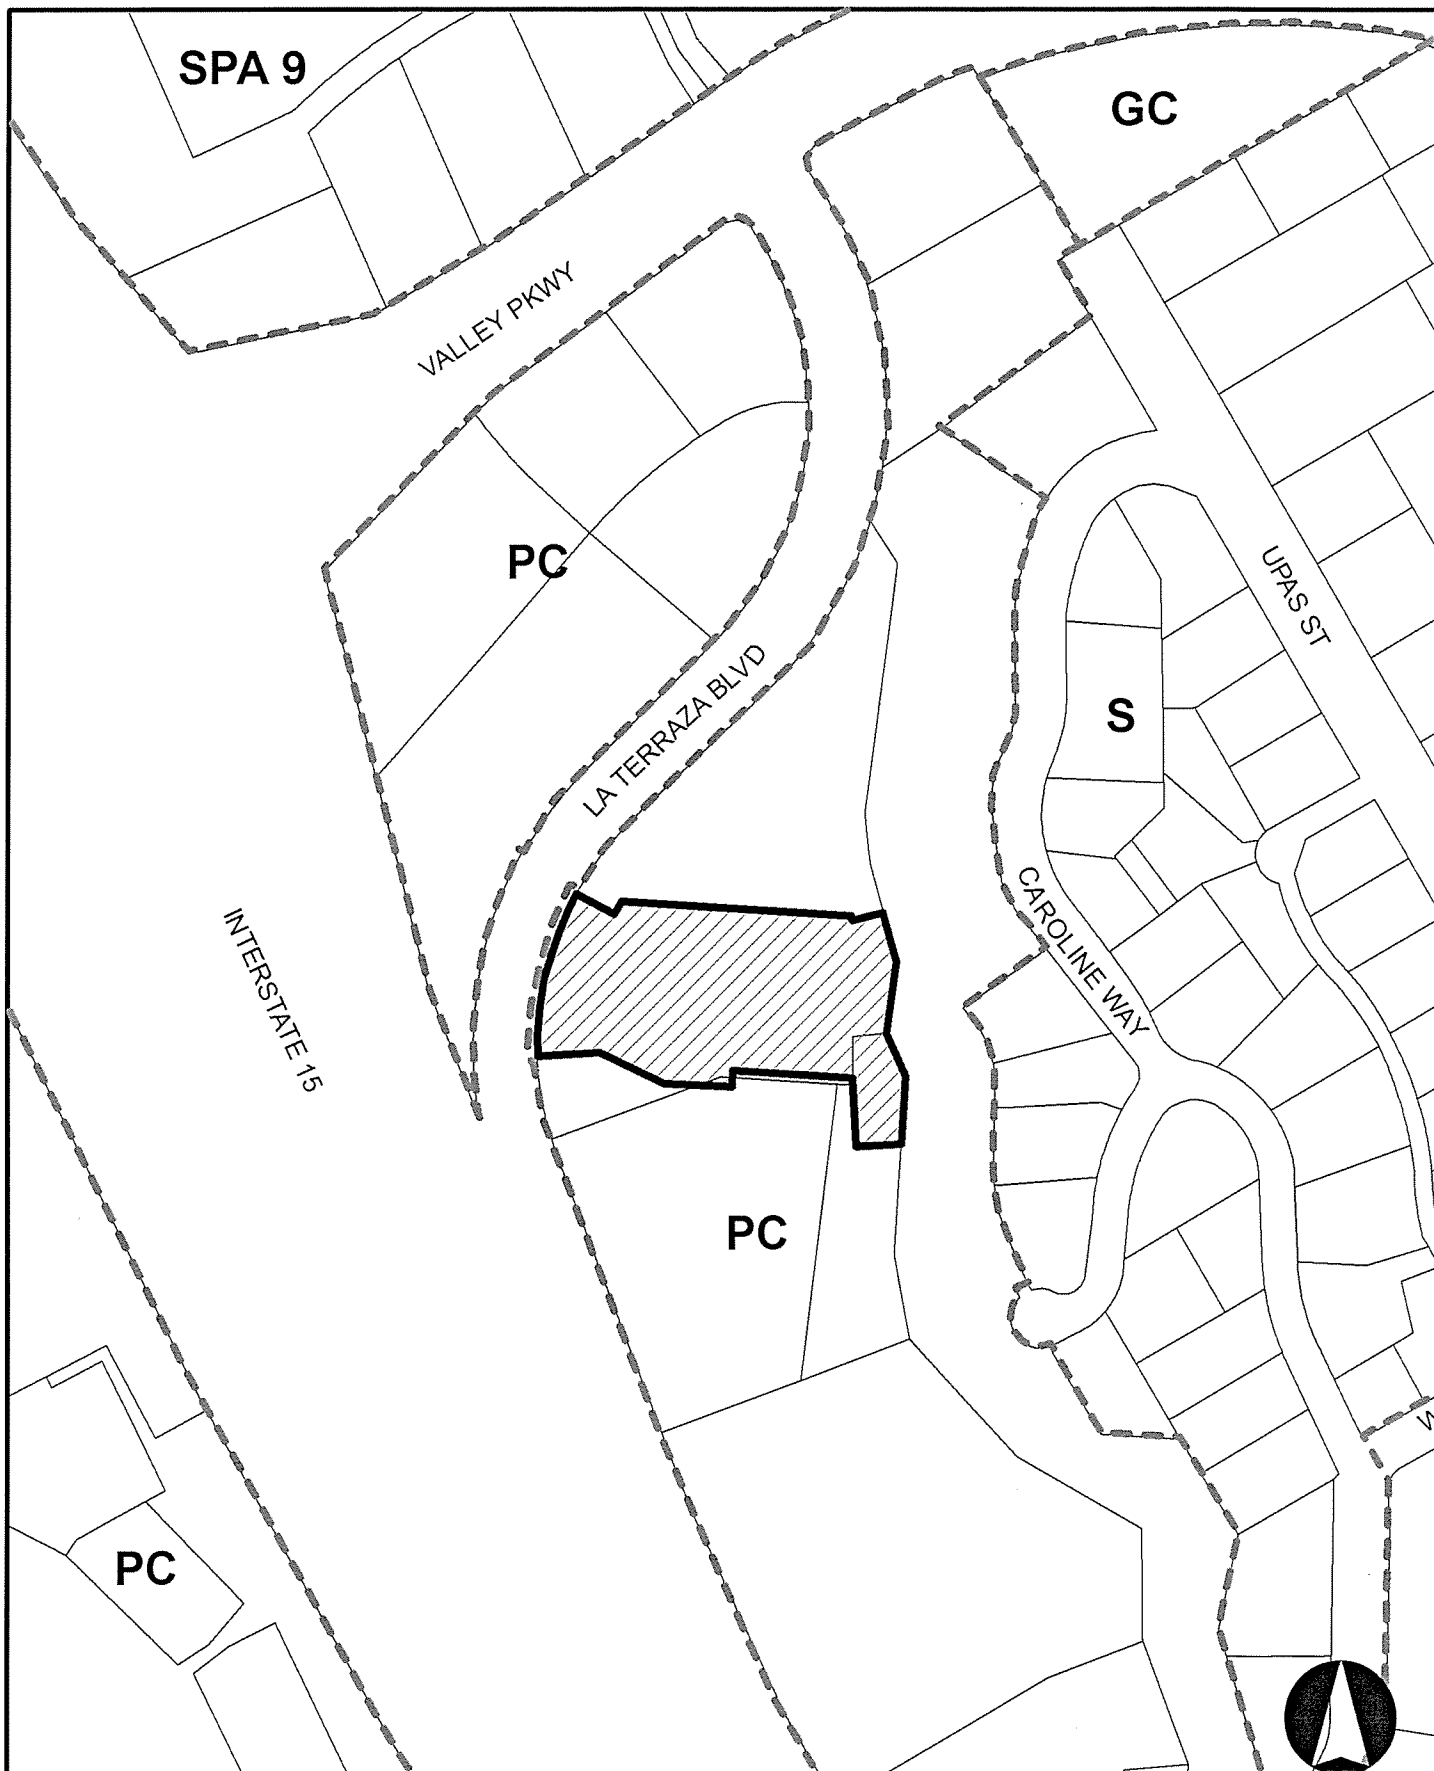 SPA 9
GC
VALLEY PKWY
PC
UPAS ST
LA TERRAZA BLVD
S
CAROLINE WAY
INTERSTATE 15
PC
PC